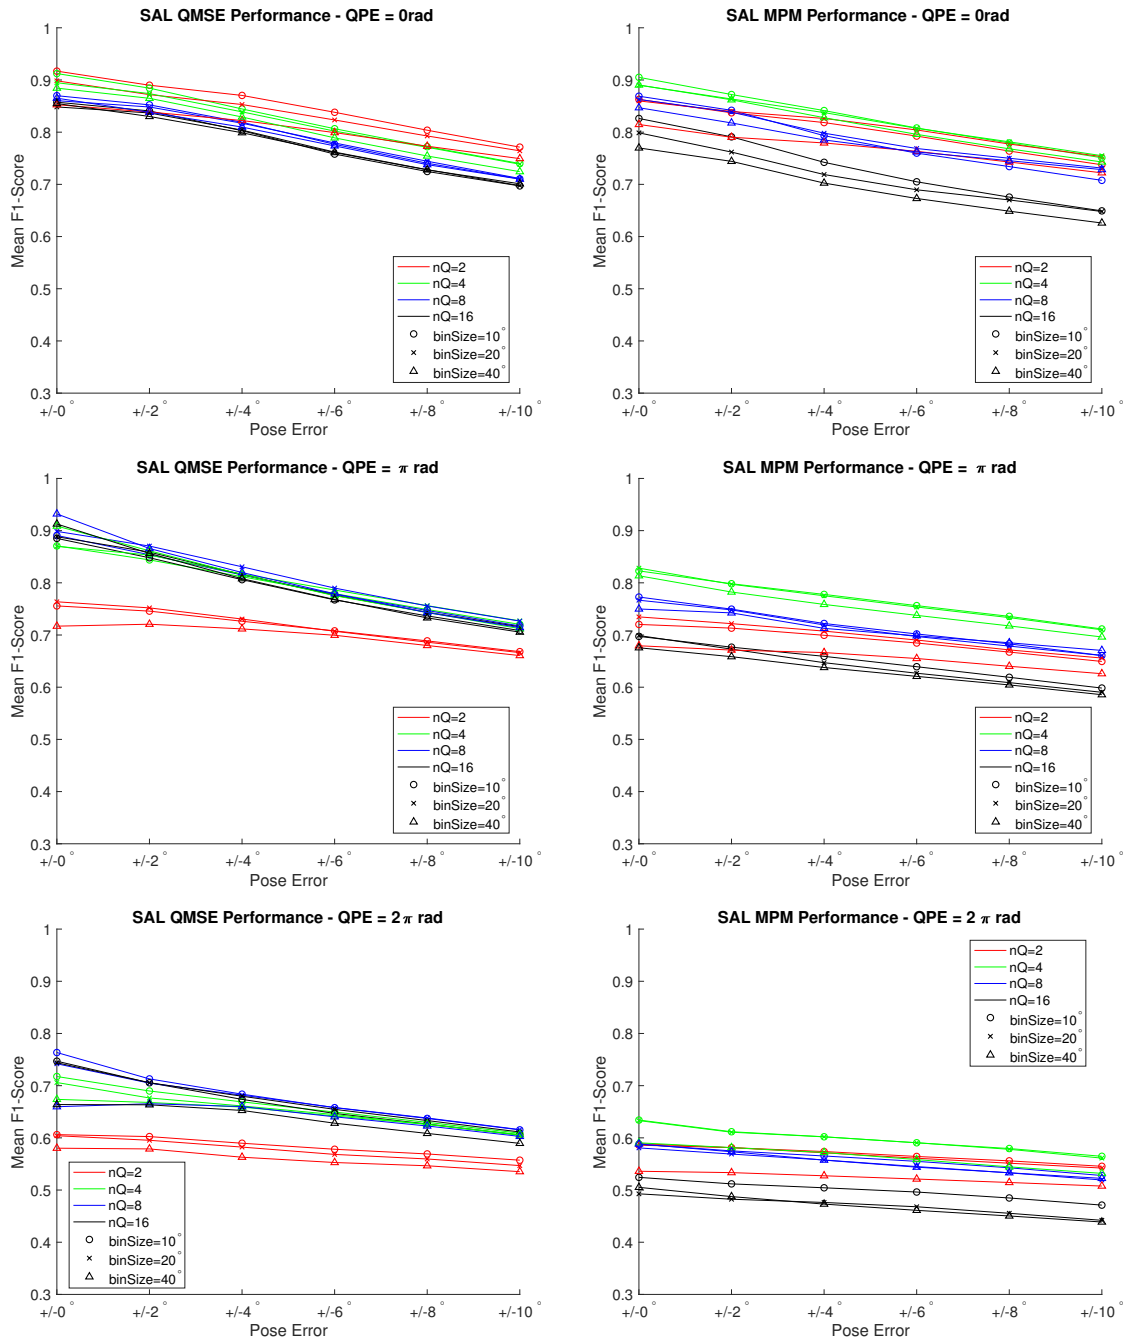 SAL QMSE Performance - QPE = 0rad
Mean F1-Score
1
0.9
0.8
0.7
0.6
0.5
0.4
0.3
nQ=2
nQ=4
nQ=8
nQ=16
binSize=10°
binSize=20°
binSize=40°
+/-0° +/-2° +/-4° +/-6° +/-8° +/-10°
Pose Error
SAL MPM Performance - QPE = 0rad
Mean F1-Score
1
0.9
0.8
0.7
0.6
0.5
0.4
0.3
nQ=2
nQ=4
nQ=8
nQ=16
binSize=10°
binSize=20°
binSize=40°
+/-0° +/-2° +/-4° +/-6° +/-8° +/-10°
Pose Error
SAL QMSE Performance - QPE = π rad
Mean F1-Score
1
0.9
0.8
0.7
0.6
0.5
0.4
0.3
nQ=2
nQ=4
nQ=8
nQ=16
binSize=10°
binSize=20°
binSize=40°
+/-0° +/-2° +/-4° +/-6° +/-8° +/-10°
Pose Error
SAL MPM Performance - QPE = π rad
Mean F1-Score
1
0.9
0.8
0.7
0.6
0.5
0.4
0.3
nQ=2
nQ=4
nQ=8
nQ=16
binSize=10°
binSize=20°
binSize=40°
+/-0° +/-2° +/-4° +/-6° +/-8° +/-10°
Pose Error
SAL QMSE Performance - QPE = 2π rad
Mean F1-Score
1
0.9
0.8
0.7
0.6
0.5
0.4
0.3
nQ=2
nQ=4
nQ=8
nQ=16
binSize=10°
binSize=20°
binSize=40°
+/-0° +/-2° +/-4° +/-6° +/-8° +/-10°
Pose Error
SAL MPM Performance - QPE = 2 π rad
Mean F1-Score
1
0.9
0.8
0.7
0.6
0.5
0.4
0.3
nQ=2
nQ=4
nQ=8
nQ=16
binSize=10°
binSize=20°
binSize=40°
+/-0° +/-2° +/-4° +/-6° +/-8° +/-10°
Pose Error